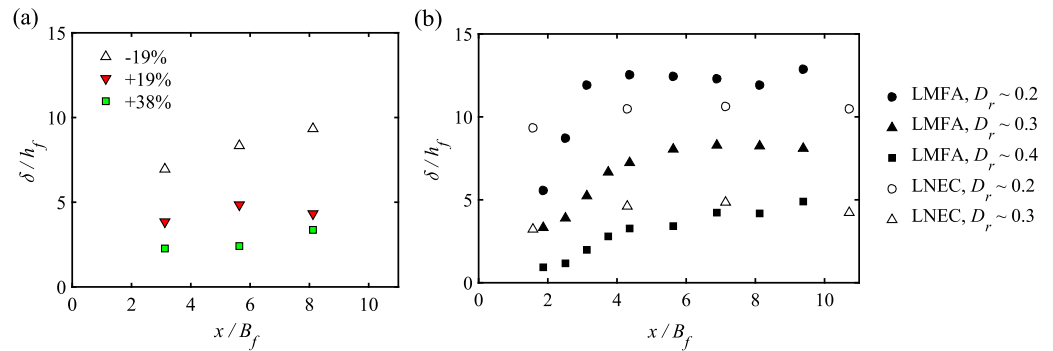 (a)
15
10
5
0
δ / h_f
-19%
+19%
+38%
0 2 4 6 8 10
x / B_f
(b)
15
10
5
0
δ / h_f
0 2 4 6 8 10
x / B_f
LMFA, D_r ~ 0.2
LMFA, D_r ~ 0.3
LMFA, D_r ~ 0.4
LNEC, D_r ~ 0.2
LNEC, D_r ~ 0.3